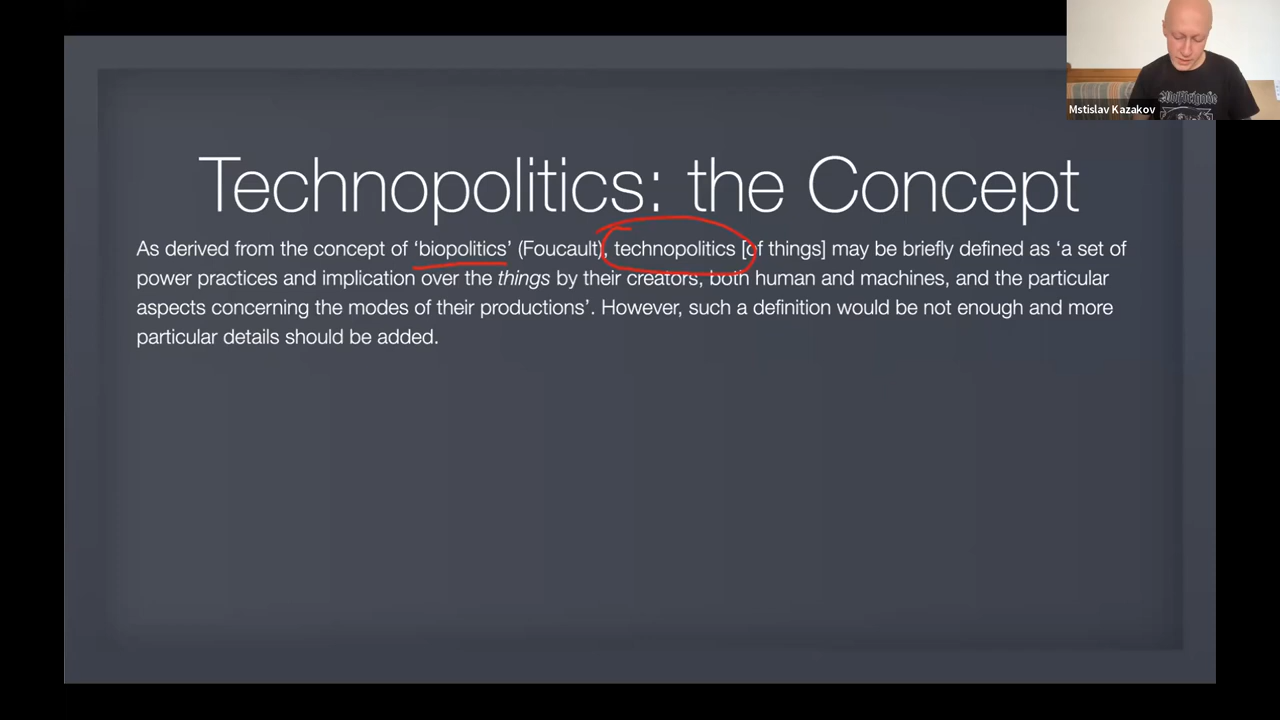 Technopolitics: the Concept
As derived from the concept of ‘biopolitics’ (Foucault), technopolitics [of things] may be briefly defined as ‘a set of
power practices and implication over the things by their creators, both human and machines, and the particular
aspects concerning the modes of their productions’. However, such a definition would be not enough and more
particular details should be added.
Wolfbrigade
Mstislav Kazakov